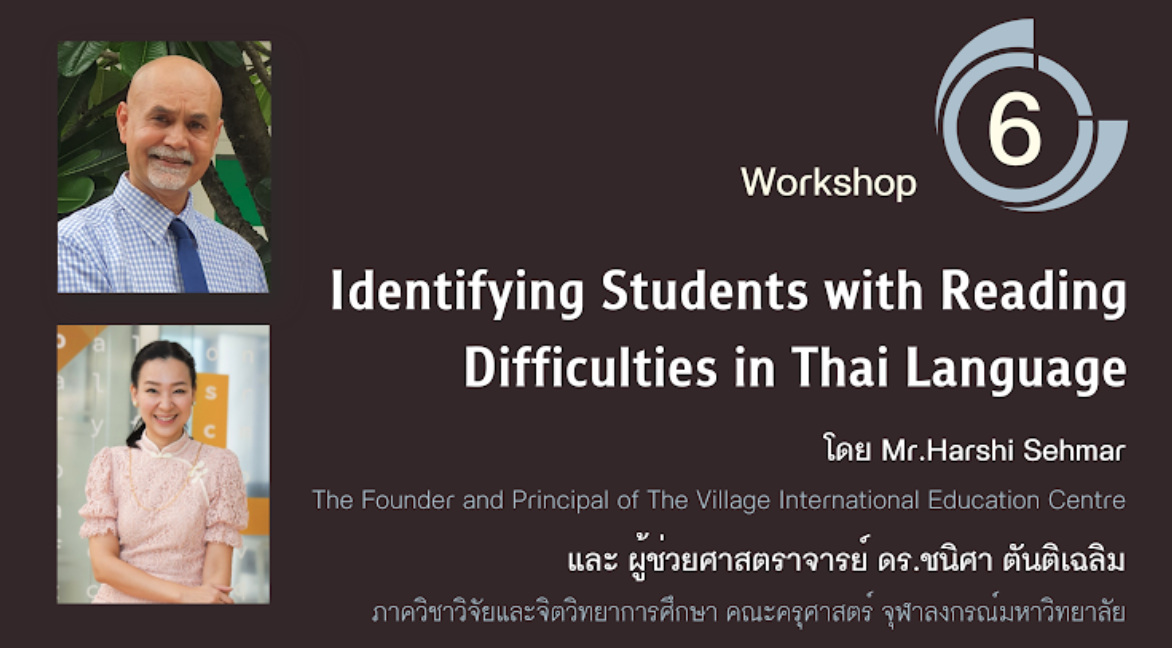 6
Workshop
Identifying Students with Reading
Difficulties in Thai Language
โดย Mr.Harshi Sehmar
The Founder and Principal of The Village International Education Centre
และ ผู้ช่วยศาสตราจารย์ ดร.ชนิศา ตันติเฉลิม
ภาควิชาวิจัยและจิตวิทยาการศึกษา คณะครุศาสตร์ จุฬาลงกรณ์มหาวิทยาลัย